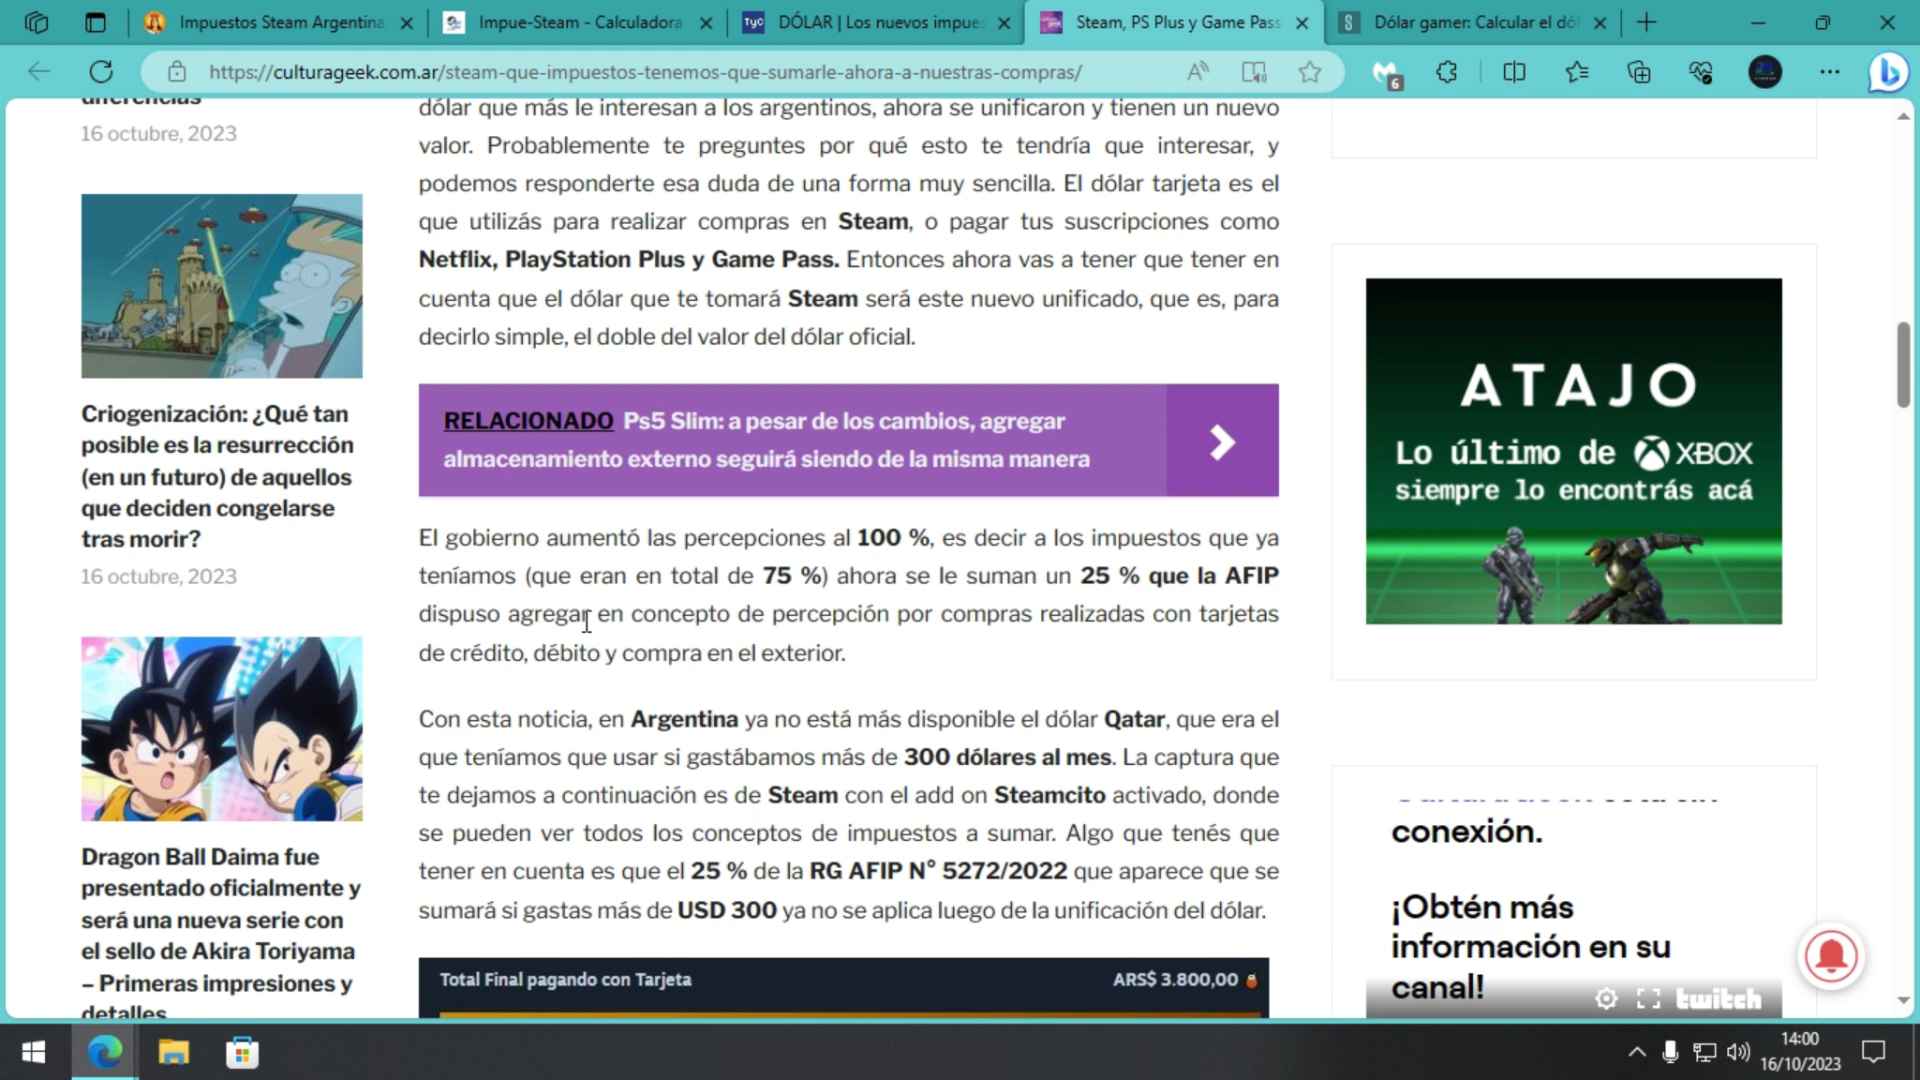 Impuestos Steam Argentina
Impue-Steam - Calculadora
TyC DÓLAR | Los nuevos impues
Steam, PS Plus y Game Pass:
Dólar gamer: Calcular el dól
https://culturageek.com.ar/steam-que-impuestos-tenemos-que-sumarle-ahora-a-nuestras-compras/
6
diferencias
16 octubre, 2023
Criogenización: ¿Qué tan
posible es la resurrección
(en un futuro) de aquellos
que deciden congelarse
tras morir?
16 octubre, 2023
Dragon Ball Daima fue
presentado oficialmente y
será una nueva serie con
el sello de Akira Toriyama
– Primeras impresiones y
detalles
dólar que más le interesan a los argentinos, ahora se unificaron y tienen un nuevo
valor. Probablemente te preguntes por qué esto te tendría que interesar, y
podemos responderte esa duda de una forma muy sencilla. El dólar tarjeta es el
que utilizás para realizar compras en Steam, o pagar tus suscripciones como
Netflix, PlayStation Plus y Game Pass. Entonces ahora vas a tener que tener en
cuenta que el dólar que te tomará Steam será este nuevo unificado, que es, para
decirlo simple, el doble del valor del dólar oficial.
RELACIONADO Ps5 Slim: a pesar de los cambios, agregar
almacenamiento externo seguirá siendo de la misma manera
El gobierno aumentó las percepciones al 100 %, es decir a los impuestos que ya
teníamos (que eran en total de 75 %) ahora se le suman un 25 % que la AFIP
dispuso agregar en concepto de percepción por compras realizadas con tarjetas
de crédito, débito y compra en el exterior.
Con esta noticia, en Argentina ya no está más disponible el dólar Qatar, que era el
que teníamos que usar si gastábamos más de 300 dólares al mes. La captura que
te dejamos a continuación es de Steam con el add on Steamcito activado, donde
se pueden ver todos los conceptos de impuestos a sumar. Algo que tenés que
tener en cuenta es que el 25 % de la RG AFIP N° 5272/2022 que aparece que se
sumará si gastas más de USD 300 ya no se aplica luego de la unificación del dólar.
Total Final pagando con Tarjeta ARS$ 3.800,00
ATAJO
Lo último de XBOX
siempre lo encontrás acá
conexión.
¡Obtén más
información en su
canal!
twitch
14:00
16/10/2023